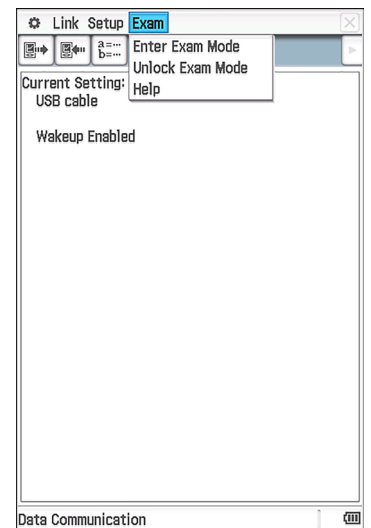 Link Setup Exam
a=...
b=...
Enter Exam Mode
Unlock Exam Mode
Help
Current Setting:
USB cable
Wakeup Enabled
Data Communication